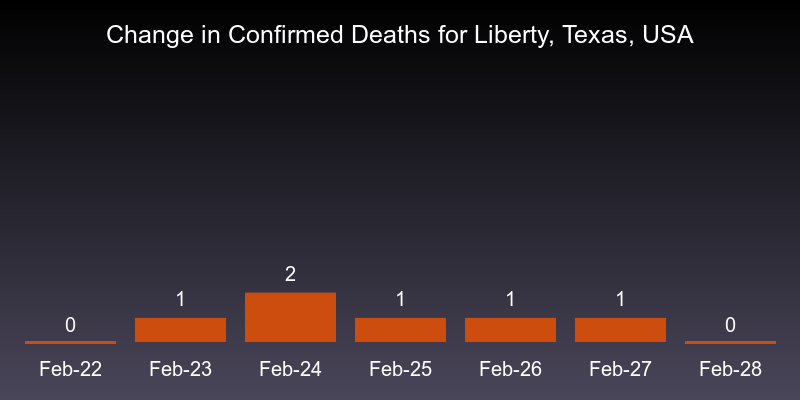 Change in Confirmed Deaths for Liberty, Texas, USA
0 1 2 1 1 1 0
Feb-22 Feb-23 Feb-24 Feb-25 Feb-26 Feb-27 Feb-28